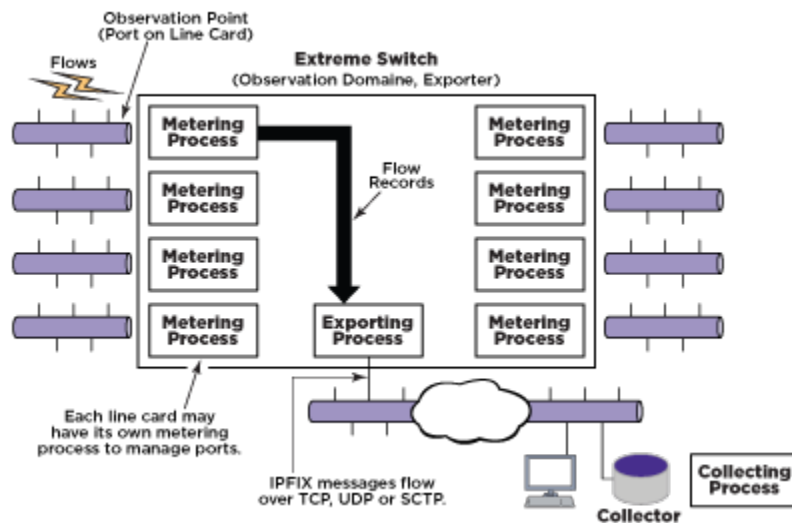 Observation Point
(Port on Line Card)
Flows
Extreme Switch
(Observation Domaine, Exporter)
Metering
Process
Metering
Process
Metering
Process
Metering
Process
Flow
Records
Exporting
Process
Metering
Process
Metering
Process
Metering
Process
Metering
Process
Each line card may
have its own metering
process to manage ports.
IPFIX messages flow
over TCP, UDP or SCTP.
Collector
Collecting
Process